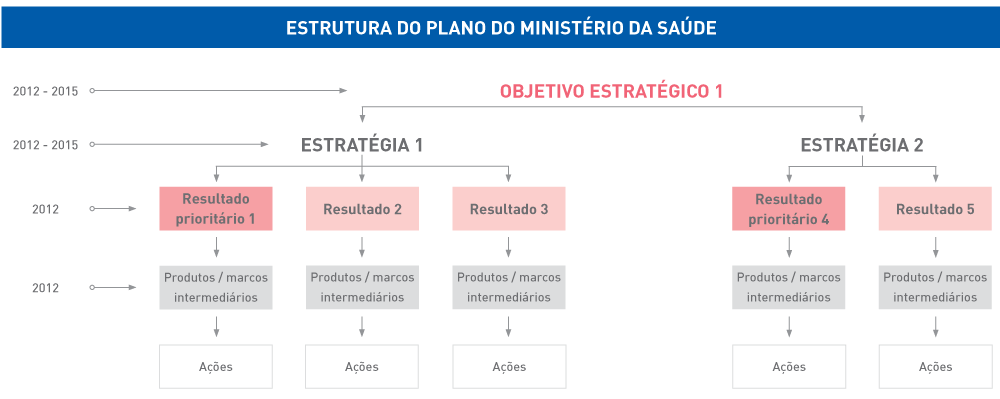 ESTRUTURA DO PLANO DO MINISTÉRIO DA SAÚDE
2012 - 2015
OBJETIVO ESTRATÉGICO 1
2012 - 2015
ESTRATÉGIA 1
ESTRATÉGIA 2
2012
Resultado
prioritário 1
Resultado 2
Resultado 3
Resultado
prioritário 4
Resultado 5
2012
Produtos / marcos
intermediários
Produtos / marcos
intermediários
Produtos / marcos
intermediários
Produtos / marcos
intermediários
Produtos / marcos
intermediários
Ações
Ações
Ações
Ações
Ações